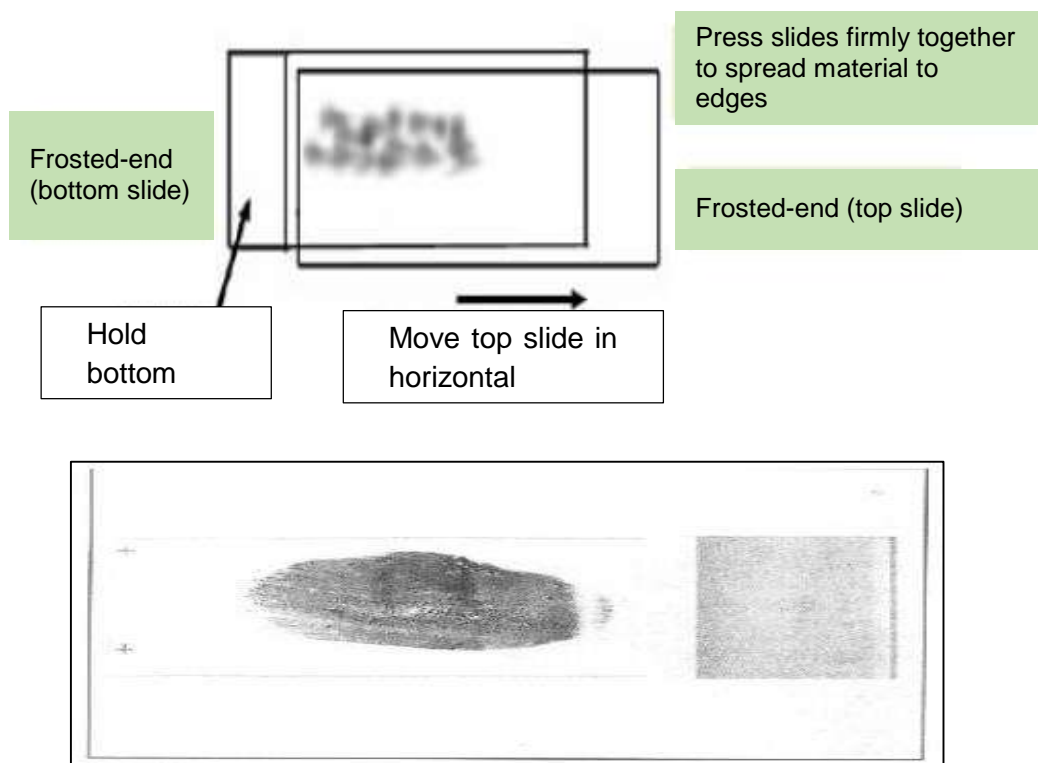 Press slides firmly together
to spread material to
edges
Frosted-end
(bottom slide)
Frosted-end (top slide)
Hold
bottom
Move top slide in
horizontal